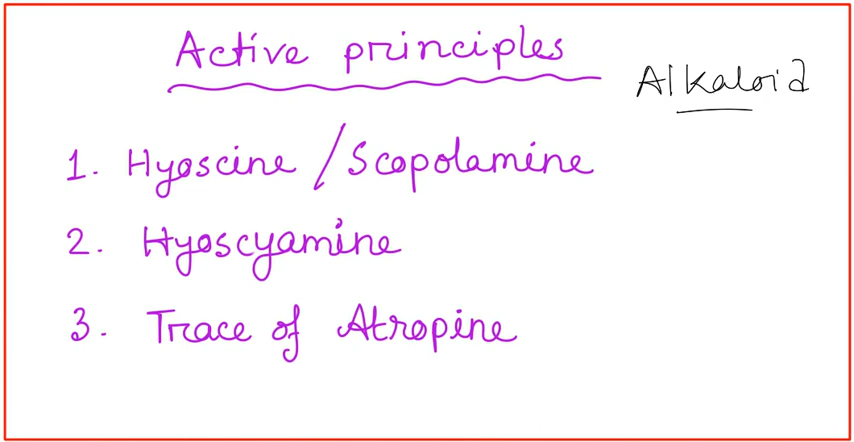 Active principles
Alkaloid
1. Hyoscine / Scopolamine
2. Hyoscyamine
3. Trace of Atropine